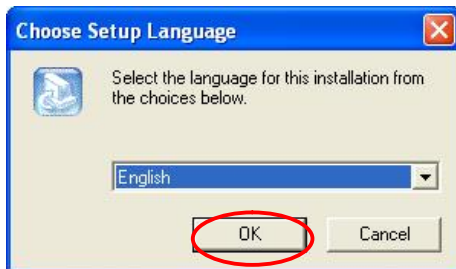 Choose Setup Language
Select the language for this installation from
the choices below.
English
OK
Cancel